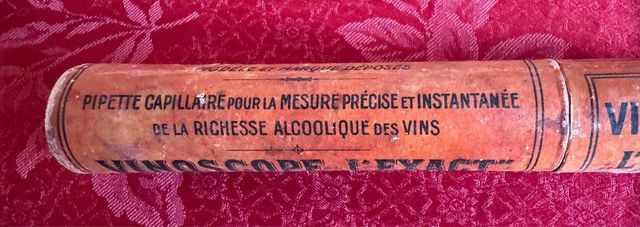 MODÈLE ET MARQUE DÉPOSÉS
PIPETTE CAPILLAIRE POUR LA MESURE PRÉCISE ET INSTANTANÉE
DE LA RICHESSE ALCOOLIQUE DES VINS
VINOSCOPE "L'EXACT"
VI
L'